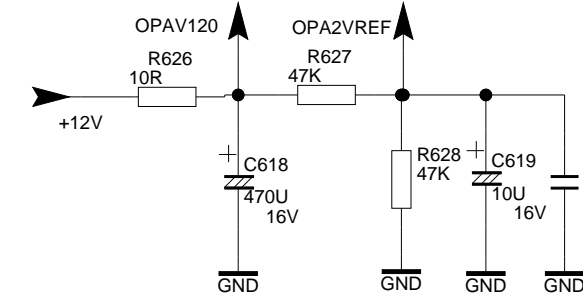 OPAV120
OPA2VREF
R626
10R
R627
47K
+12V
C618
470U
16V
R628
47K
C619
10U
16V
GND
GND
GND
GND